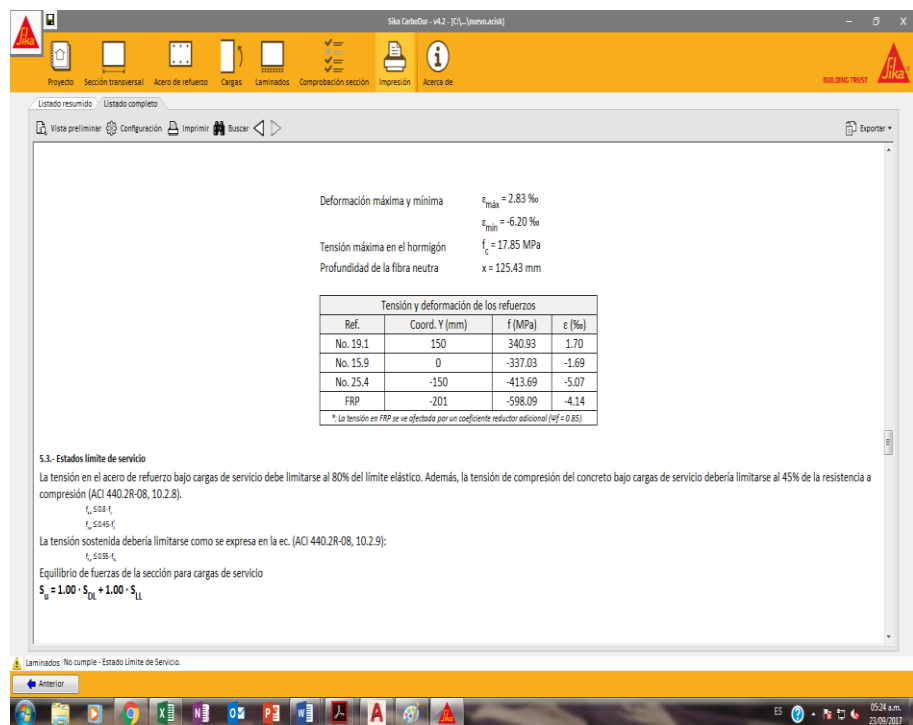 Sika CarboDur - v4.2 - [C:\...\nuevo.acisk]
Sika
Proyecto Sección transversal Acero de refuerzo Cargas Laminados Comprobación sección Impresión Acerca de
BUILDING TRUST
Sika
Listado resumido Listado completo
Vista preliminar Configuración Imprimir Buscar Exportar
Deformación máxima y mínima εmáx = 2.83 ‰
εmín = -6.20 ‰
Tensión máxima en el hormigón fc = 17.85 MPa
Profundidad de la fibra neutra x = 125.43 mm
Tensión y deformación de los refuerzos
Ref. Coord. Y (mm) f (MPa) ε (‰)
No. 19.1 150 340.93 1.70
No. 15.9 0 -337.03 -1.69
No. 25.4 -150 -413.69 -5.07
FRP -201 -598.09 -4.14
*: La tensión en FRP se ve afectada por un coeficiente reductor adicional (Ψf = 0.85).
5.3.- Estados límite de servicio
La tensión en el acero de refuerzo bajo cargas de servicio debe limitarse al 80% del límite elástico. Además, la tensión de compresión del concreto bajo cargas de servicio debería limitarse al 45% de la resistencia a
compresión (ACI 440.2R-08, 10.2.8).
La tensión sostenida debería limitarse como se expresa en la ec. (ACI 440.2R-08, 10.2.9):
Equilibrio de fuerzas de la sección para cargas de servicio
Su = 1.00 · SDL + 1.00 · SLL
Laminados No cumple - Estado Límite de Servicio.
Anterior
ES
05:24 a.m.
23/09/2017